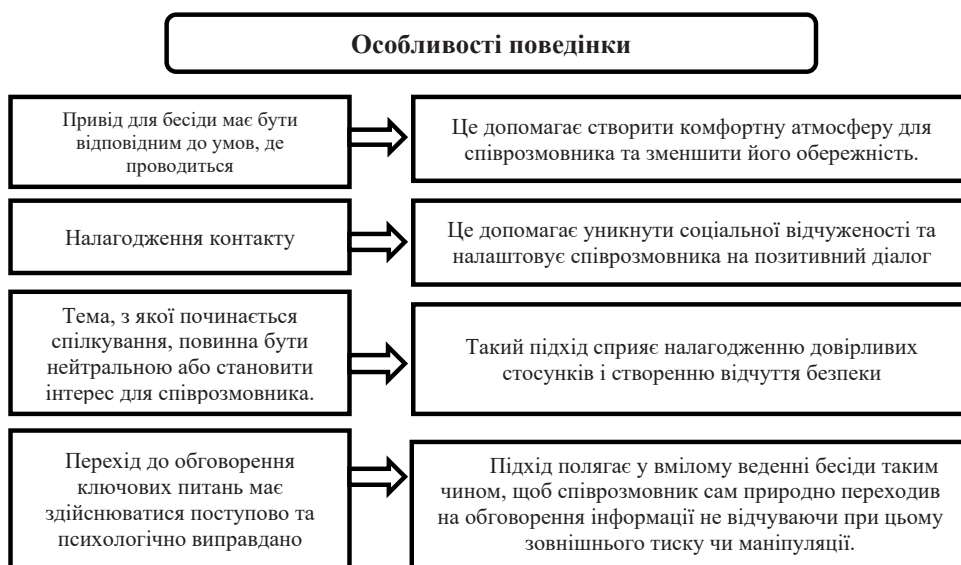 Особливості поведінки
Привід для бесіди має бути
відповідним до умов, де
проводиться
Це допомагає створити комфортну атмосферу для
співрозмовника та зменшити його обережність.
Налагодження контакту
Це допомагає уникнути соціальної відчуженості та
налаштовує співрозмовника на позитивний діалог
Тема, з якої починається
спілкування, повинна бути
нейтральною або становити
інтерес для співрозмовника.
Такий підхід сприяє налагодженню довірливих
стосунків і створенню відчуття безпеки
Перехід до обговорення
ключових питань має
здійснюватися поступово та
психологічно виправдано
Підхід полягає у вмілому веденні бесіди таким
чином, щоб співрозмовник сам природно переходив
на обговорення інформації не відчуваючи при цьому
зовнішнього тиску чи маніпуляції.